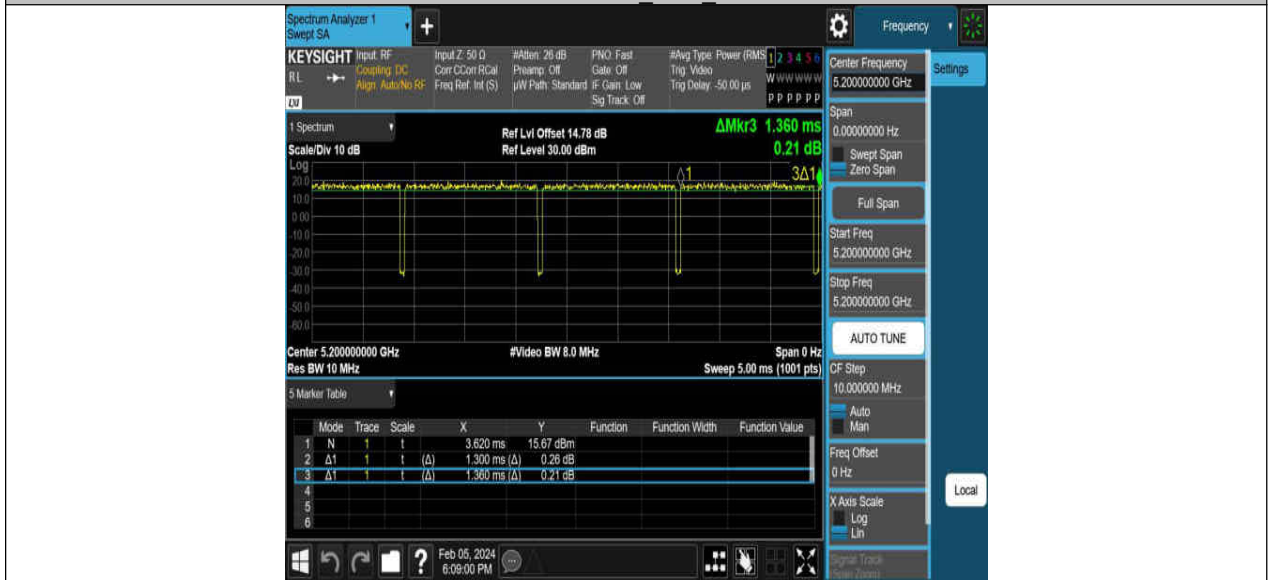 Spectrum Analyzer 1
Swept SA
+
Frequency
KEYSIGHT
RL
LXI
Input: RF
Coupling: DC
Align: Auto/No RF
Input Z: 50 Ω
Corr CCorr RCal
Freq Ref: Int (S)
#Atten: 26 dB
Preamp: Off
µW Path: Standard
PNO: Fast
Gate: Off
IF Gain: Low
Sig Track: Off
#Avg Type: Power (RMS
Trig: Video
Trig Delay: -50.00 µs
1 2 3 4 5 6
W W W W W W
P P P P P P
1 Spectrum
Scale/Div 10 dB
Ref Lvl Offset 14.78 dB
Ref Level 30.00 dBm
ΔMkr3 1.360 ms
0.21 dB
Log
20.0
10.0
0.00
-10.0
-20.0
-30.0
-40.0
-50.0
-60.0
1
3Δ1
Center 5.200000000 GHz
#Video BW 8.0 MHz
Span 0 Hz
Res BW 10 MHz
Sweep 5.00 ms (1001 pts)
5 Marker Table
Mode Trace Scale X Y Function Function Width Function Value
1 N 1 t 3.620 ms 15.67 dBm
2 Δ1 1 t (Δ) 1.300 ms (Δ) 0.26 dB
3 Δ1 1 t (Δ) 1.360 ms (Δ) 0.21 dB
4
5
6
Feb 05, 2024
6:09:00 PM
Center Frequency
5.200000000 GHz
Settings
Span
0.00000000 Hz
Swept Span
Zero Span
Full Span
Start Freq
5.200000000 GHz
Stop Freq
5.200000000 GHz
AUTO TUNE
CF Step
10.000000 MHz
Auto
Man
Freq Offset
0 Hz
X Axis Scale
Log
Lin
Signal Track
(Span Zoom)
Local